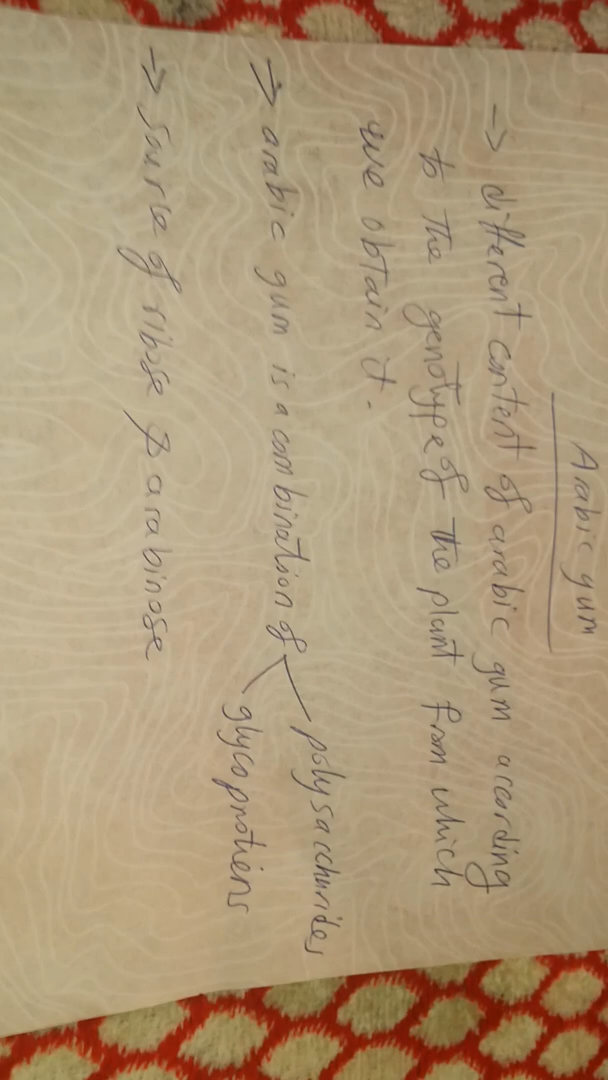 Arabic gum
-> different content of arabic gum according
to the genotype of the plant from which
we obtain it.
-> arabic gum is a combination of
polysaccharides
glycoprotiens
-> source of ribose & arabinose